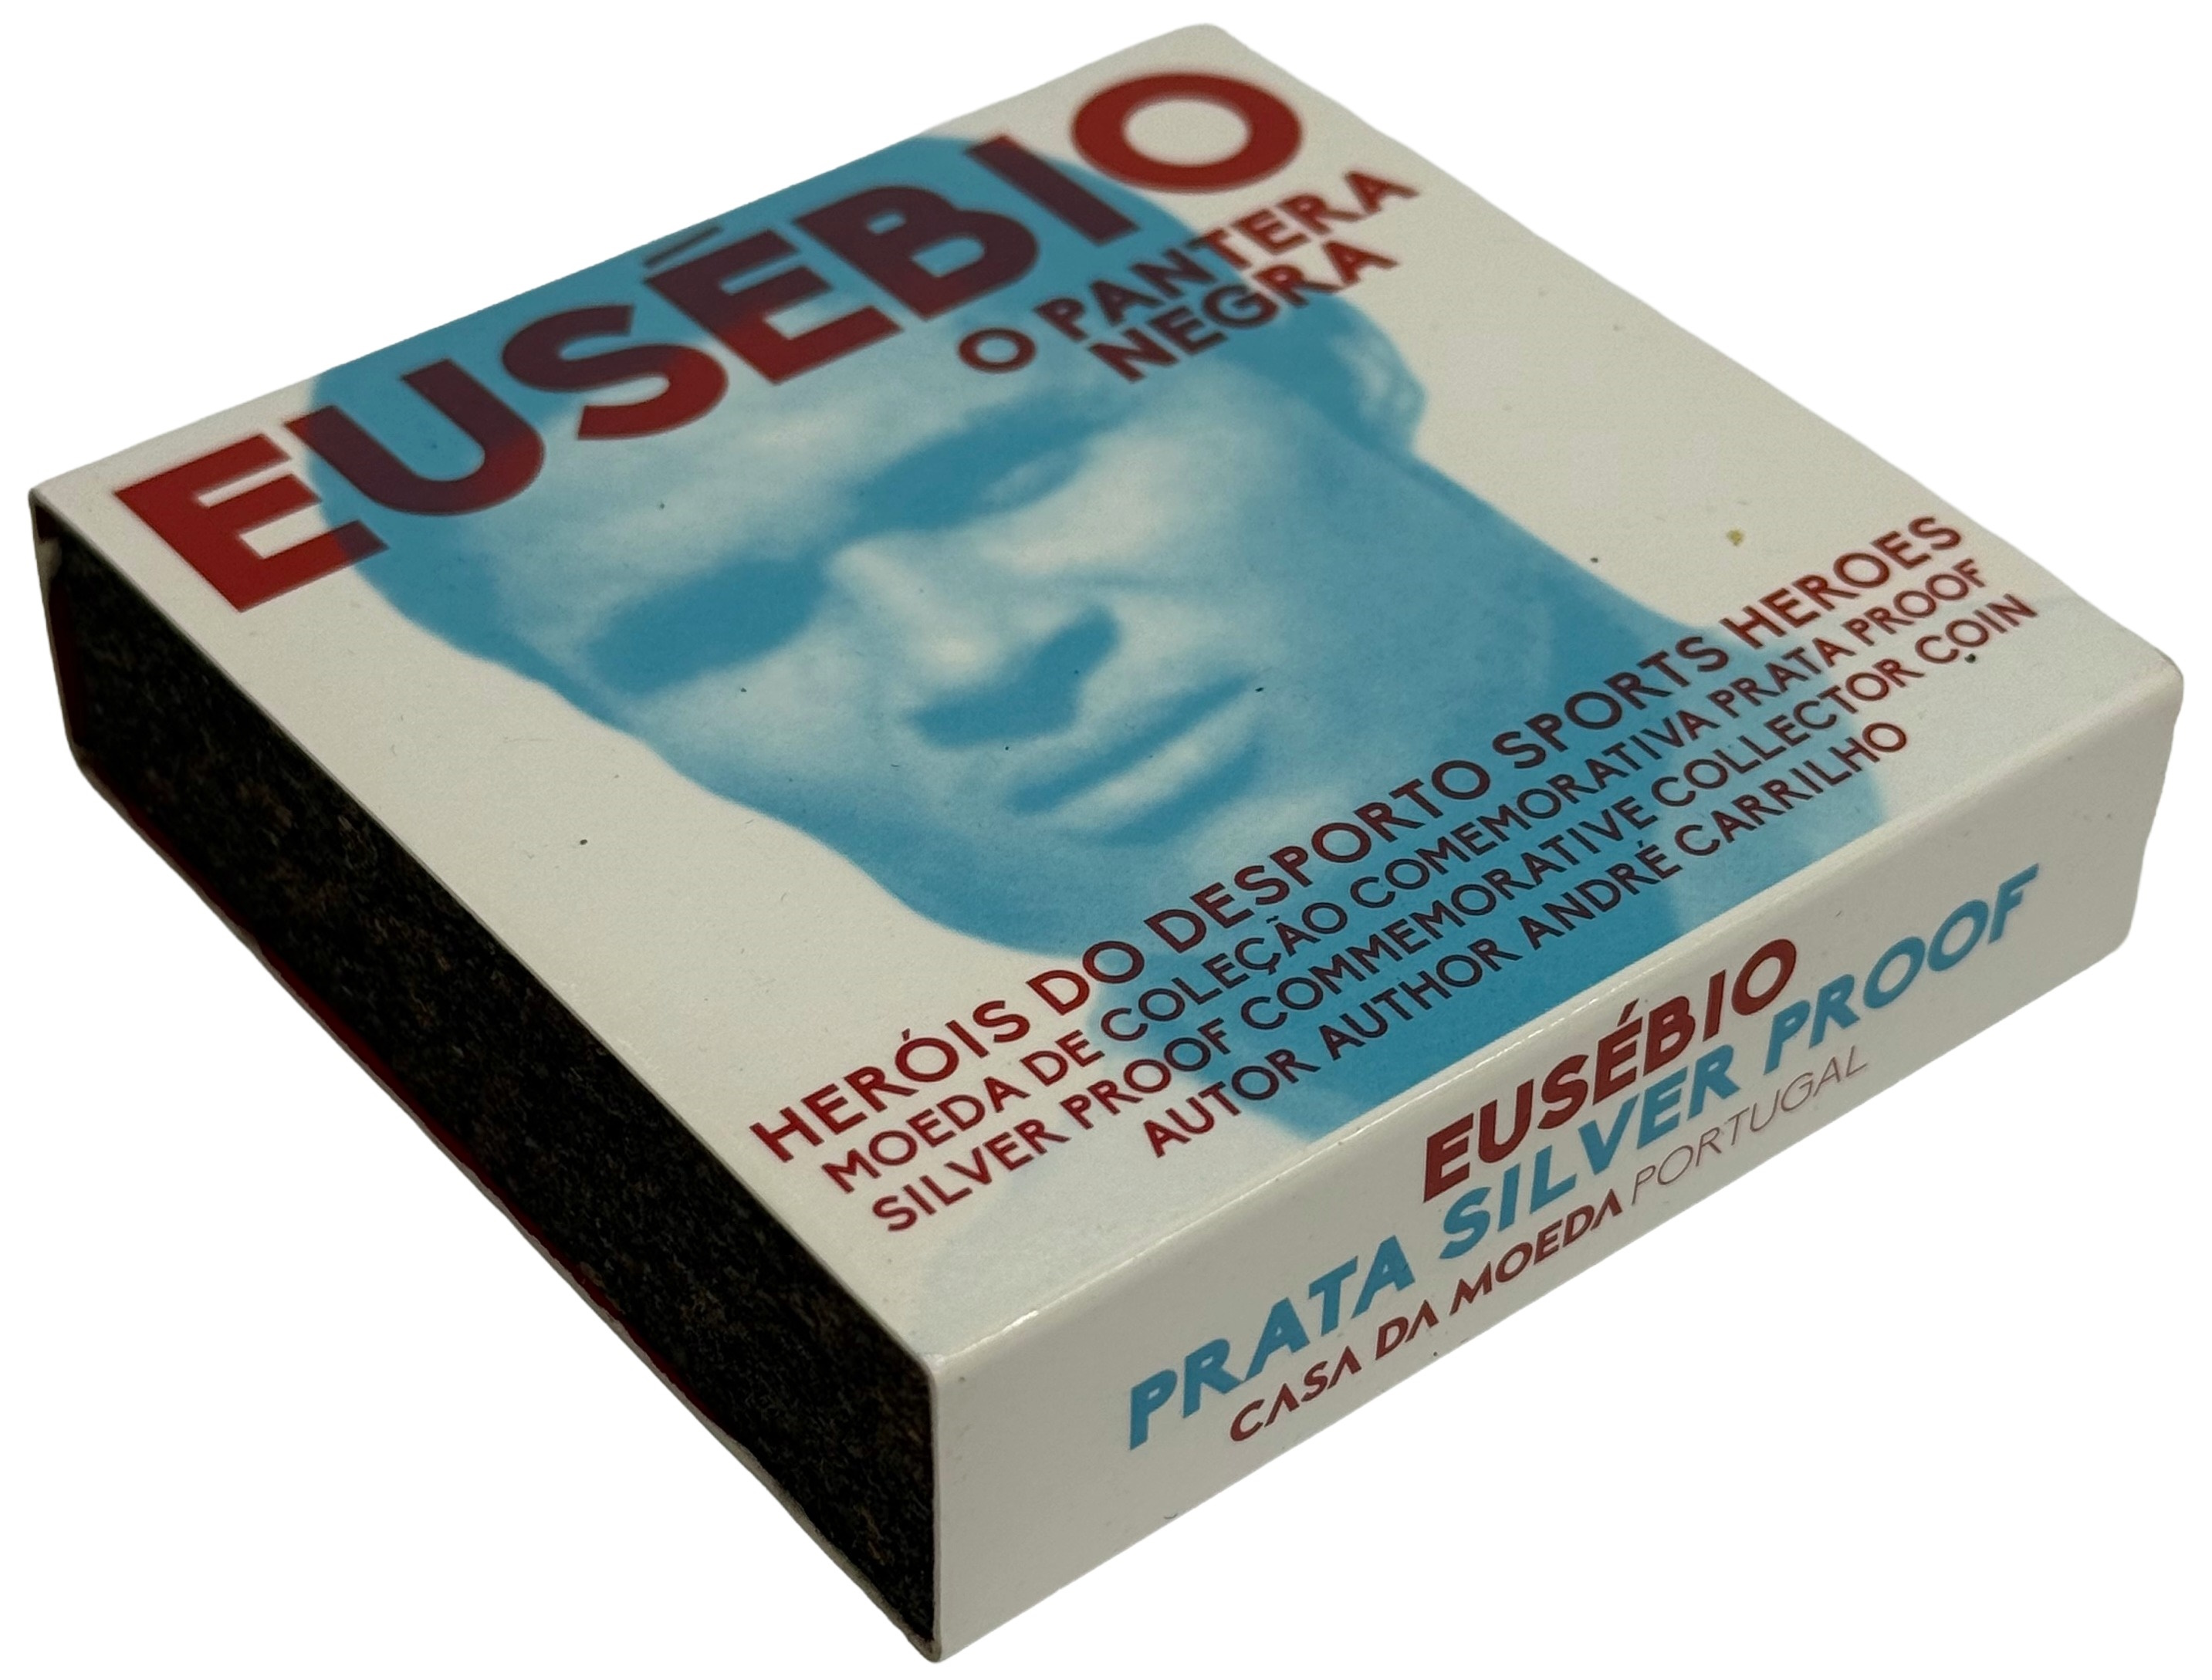 EUSÉBIO
O PANTERA
NEGRA
HERÓIS DO DESPORTO SPORTS HEROES
MOEDA DE COLEÇÃO COMEMORATIVA PRATA PROOF
SILVER PROOF COMMEMORATIVE COLLECTOR COIN
AUTOR AUTHOR ANDRÉ CARRILHO
EUSÉBIO
PRATA SILVER PROOF
CASA DA MOEDA PORTUGAL